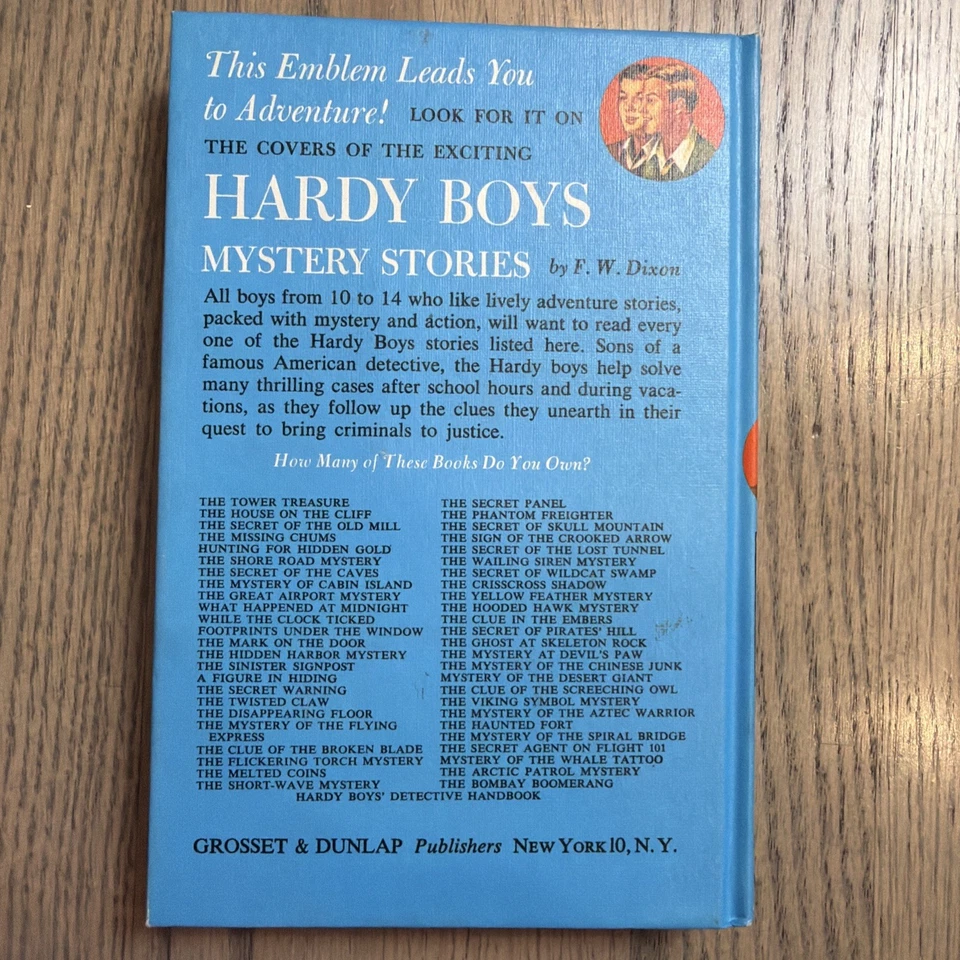 This Emblem Leads You
to Adventure! LOOK FOR IT ON
THE COVERS OF THE EXCITING
HARDY BOYS
MYSTERY STORIES by F. W. Dixon
All boys from 10 to 14 who like lively adventure stories,
packed with mystery and action, will want to read every
one of the Hardy Boys stories listed here. Sons of a
famous American detective, the Hardy boys help solve
many thrilling cases after school hours and during vaca-
tions, as they follow up the clues they unearth in their
quest to bring criminals to justice.
How Many of These Books Do You Own?
THE TOWER TREASURE
THE HOUSE ON THE CLIFF
THE SECRET OF THE OLD MILL
THE MISSING CHUMS
HUNTING FOR HIDDEN GOLD
THE SHORE ROAD MYSTERY
THE SECRET OF THE CAVES
THE MYSTERY OF CABIN ISLAND
THE GREAT AIRPORT MYSTERY
WHAT HAPPENED AT MIDNIGHT
WHILE THE CLOCK TICKED
FOOTPRINTS UNDER THE WINDOW
THE MARK ON THE DOOR
THE HIDDEN HARBOR MYSTERY
THE SINISTER SIGNPOST
A FIGURE IN HIDING
THE SECRET WARNING
THE TWISTED CLAW
THE DISAPPEARING FLOOR
THE MYSTERY OF THE FLYING
EXPRESS
THE CLUE OF THE BROKEN BLADE
THE FLICKERING TORCH MYSTERY
THE MELTED COINS
THE SHORT-WAVE MYSTERY
THE SECRET PANEL
THE PHANTOM FREIGHTER
THE SECRET OF SKULL MOUNTAIN
THE SIGN OF THE CROOKED ARROW
THE SECRET OF THE LOST TUNNEL
THE WAILING SIREN MYSTERY
THE SECRET OF WILDCAT SWAMP
THE CRISSCROSS SHADOW
THE YELLOW FEATHER MYSTERY
THE HOODED HAWK MYSTERY
THE CLUE IN THE EMBERS
THE SECRET OF PIRATES' HILL
THE GHOST AT SKELETON ROCK
THE MYSTERY AT DEVIL'S PAW
THE MYSTERY OF THE CHINESE JUNK
MYSTERY OF THE DESERT GIANT
THE CLUE OF THE SCREECHING OWL
THE VIKING SYMBOL MYSTERY
THE MYSTERY OF THE AZTEC WARRIOR
THE HAUNTED FORT
THE MYSTERY OF THE SPIRAL BRIDGE
THE SECRET AGENT ON FLIGHT 101
MYSTERY OF THE WHALE TATTOO
THE ARCTIC PATROL MYSTERY
THE BOMBAY BOOMERANG
HARDY BOYS' DETECTIVE HANDBOOK
GROSSET & DUNLAP Publishers NEW YORK 10, N. Y.